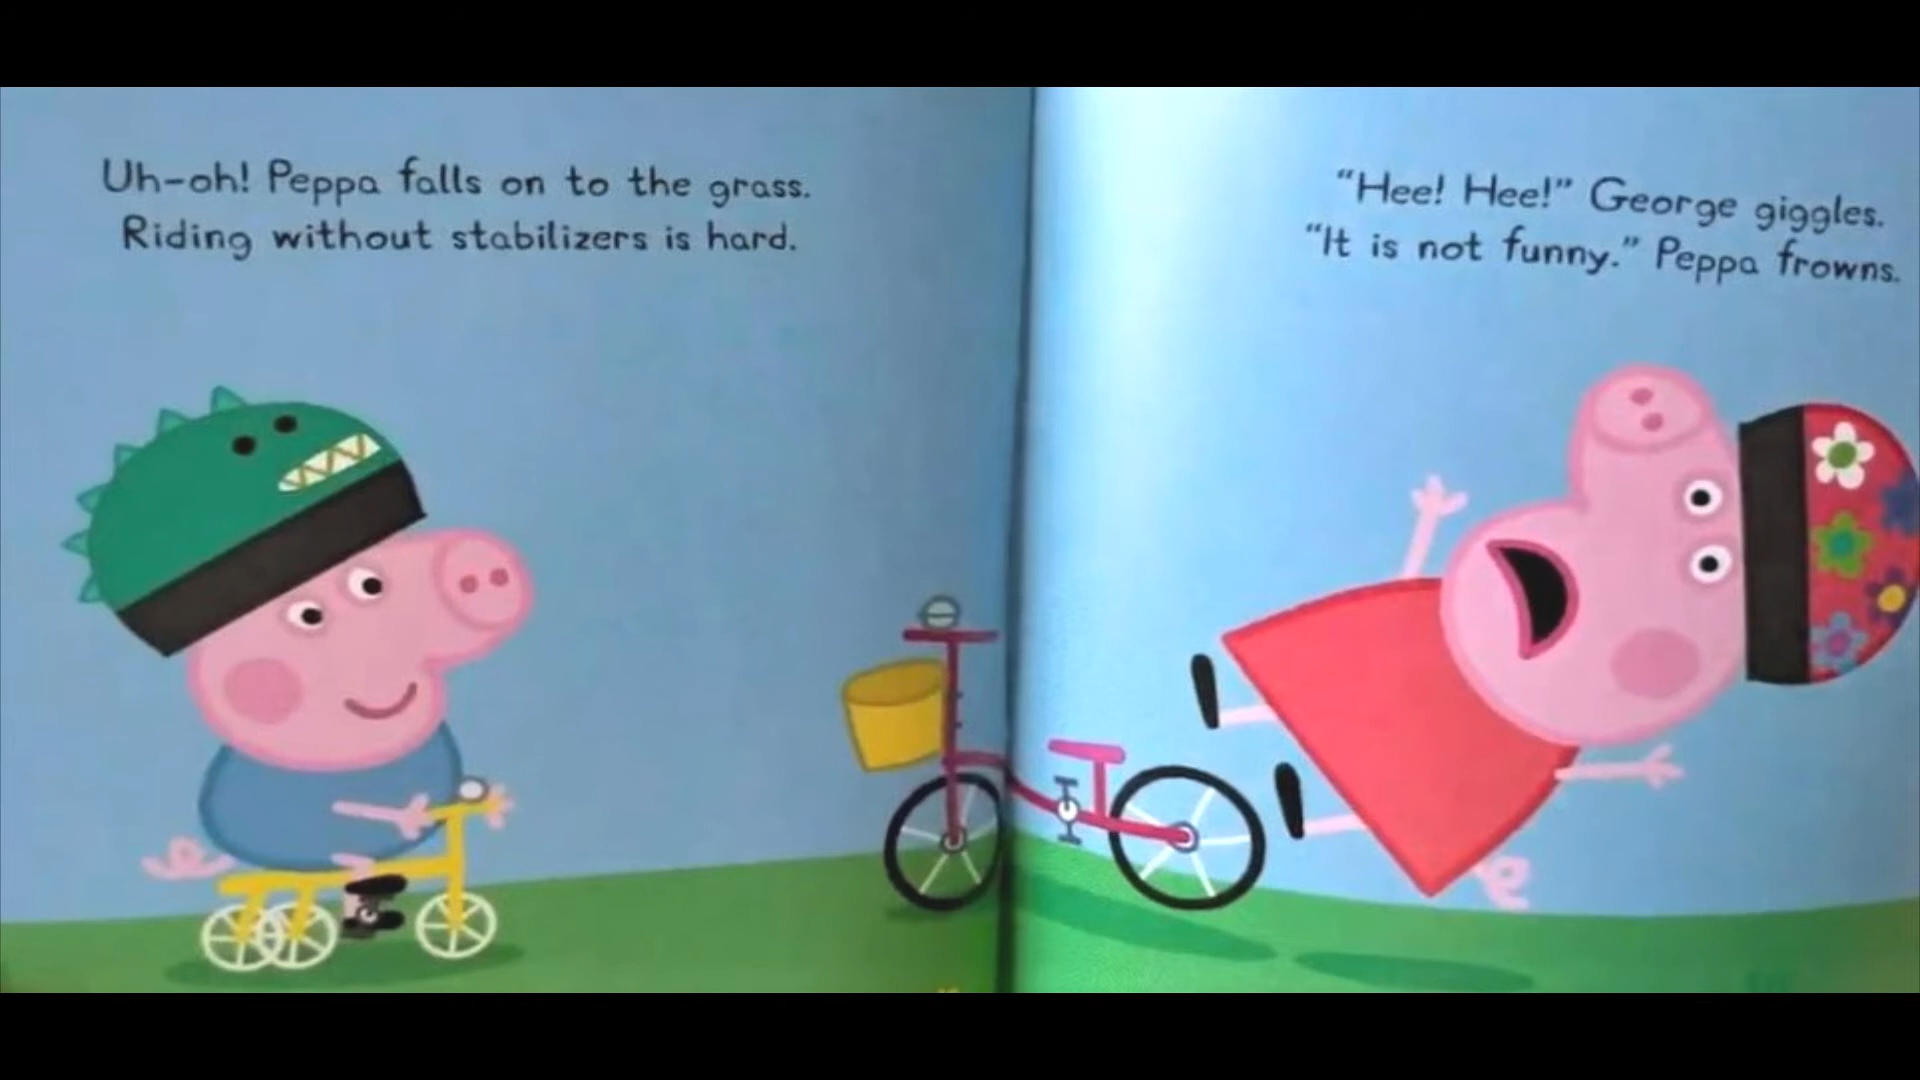 Uh-oh! Peppa falls on to the grass.
Riding without stabilizers is hard.
“Hee! Hee!” George giggles.
“It is not funny.” Peppa frowns.